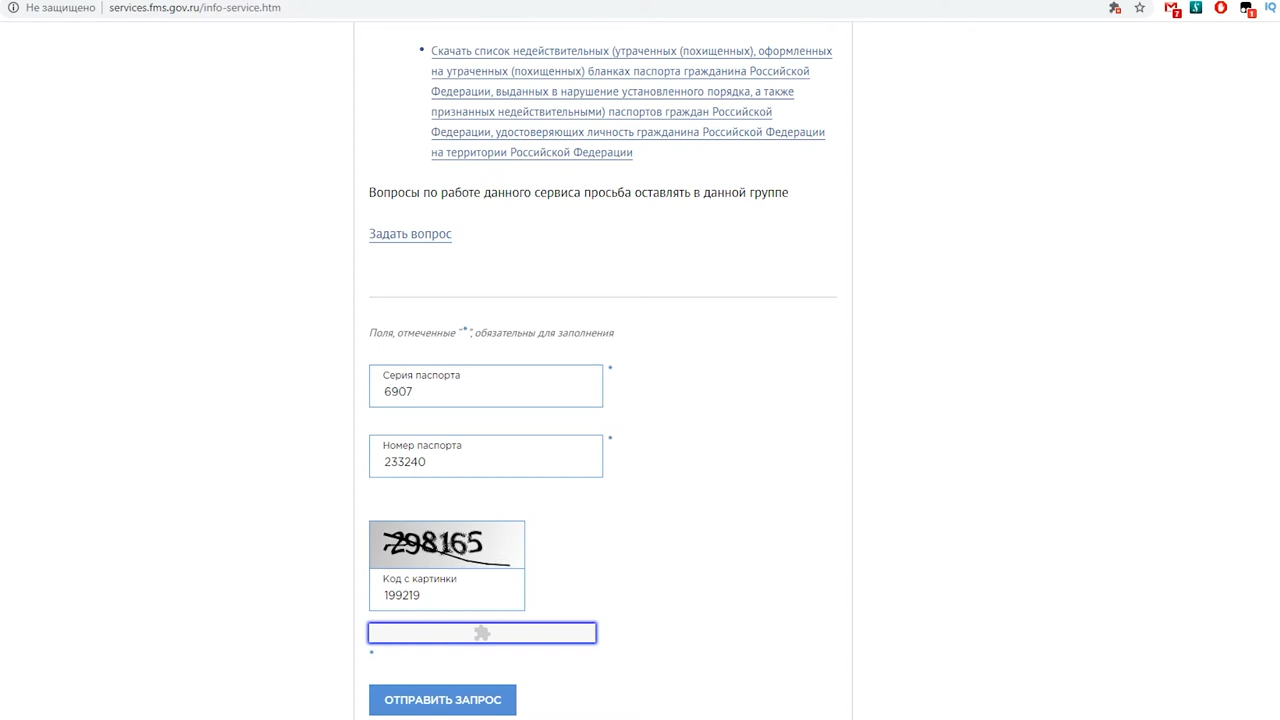 Не защищено
services.fms.gov.ru/info-service.htm
7
1
IQ
Скачать список недействительных (утраченных (похищенных), оформленных
на утраченных (похищенных) бланках паспорта гражданина Российской
Федерации, выданных в нарушение установленного порядка, а также
признанных недействительными) паспортов граждан Российской
Федерации, удостоверяющих личность гражданина Российской Федерации
на территории Российской Федерации
Вопросы по работе данного сервиса просьба оставлять в данной группе
Задать вопрос
Поля, отмеченные "*", обязательны для заполнения
Серия паспорта
*
6907
Номер паспорта
*
233240
298165
Код с картинки
199219
*
ОТПРАВИТЬ ЗАПРОС